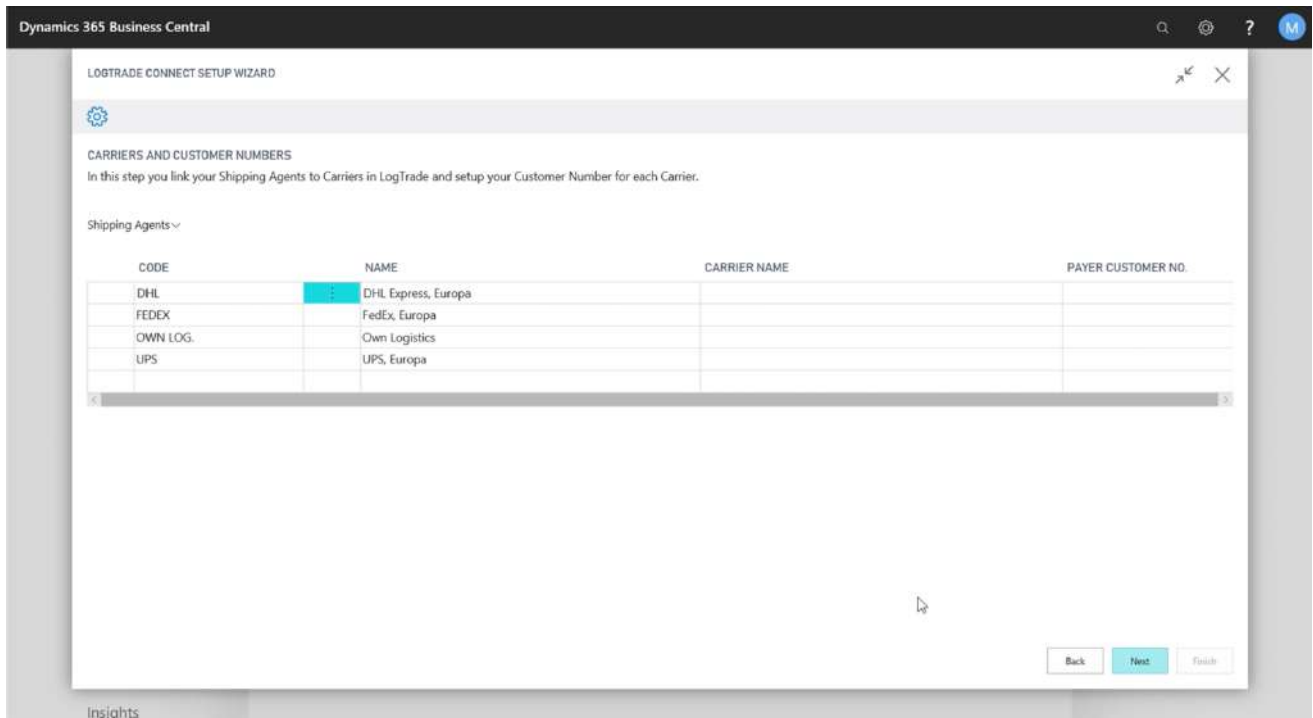 Dynamics 365 Business Central
?
M
LOGTRADE CONNECT SETUP WIZARD
CARRIERS AND CUSTOMER NUMBERS
In this step you link your Shipping Agents to Carriers in LogTrade and setup your Customer Number for each Carrier.
Shipping Agents
CODE NAME CARRIER NAME PAYER CUSTOMER NO.
DHL DHL Express, Europa
FEDEX FedEx, Europa
OWN LOG. Own Logistics
UPS UPS, Europa
Back Next Finish
Insights